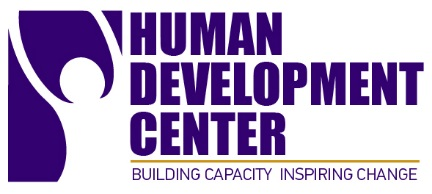 HUMAN
DEVELOPMENT
CENTER
BUILDING CAPACITY INSPIRING CHANGE